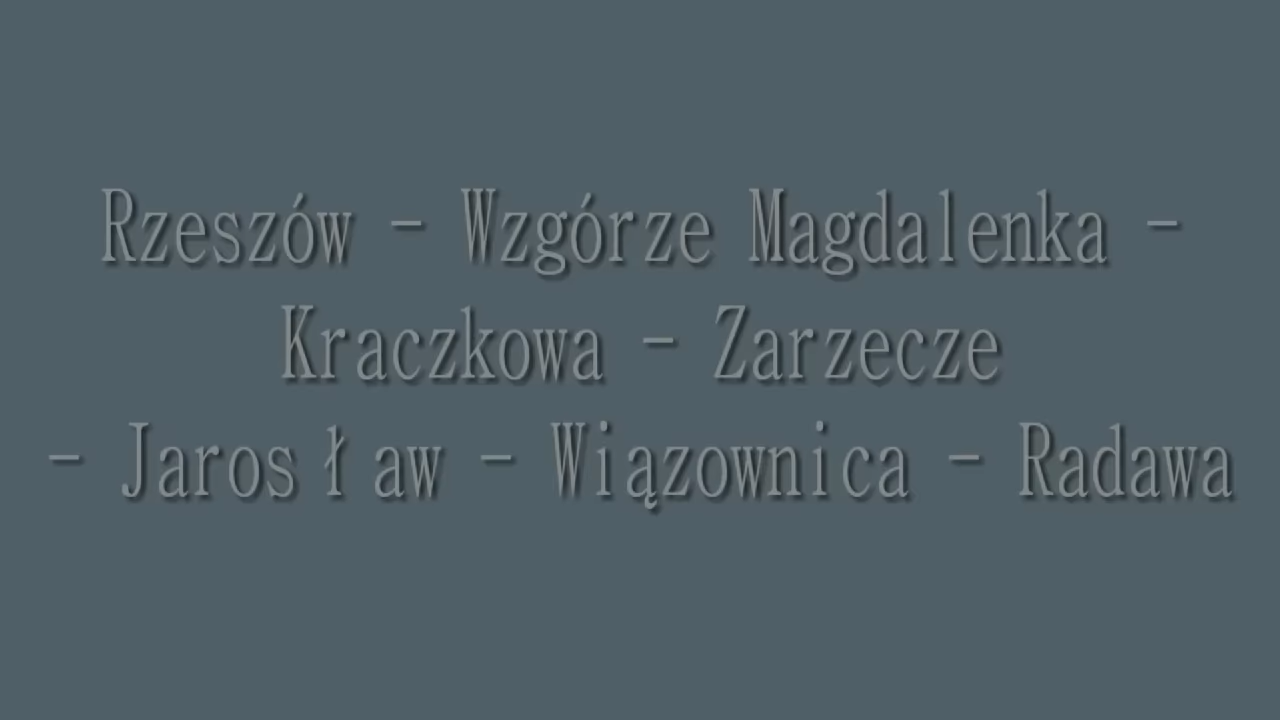 Rzeszów - Wzgórze Magdalenka -
Kraczkowa - Zarzecze
- Jarosław - Wiązownica - Radawa